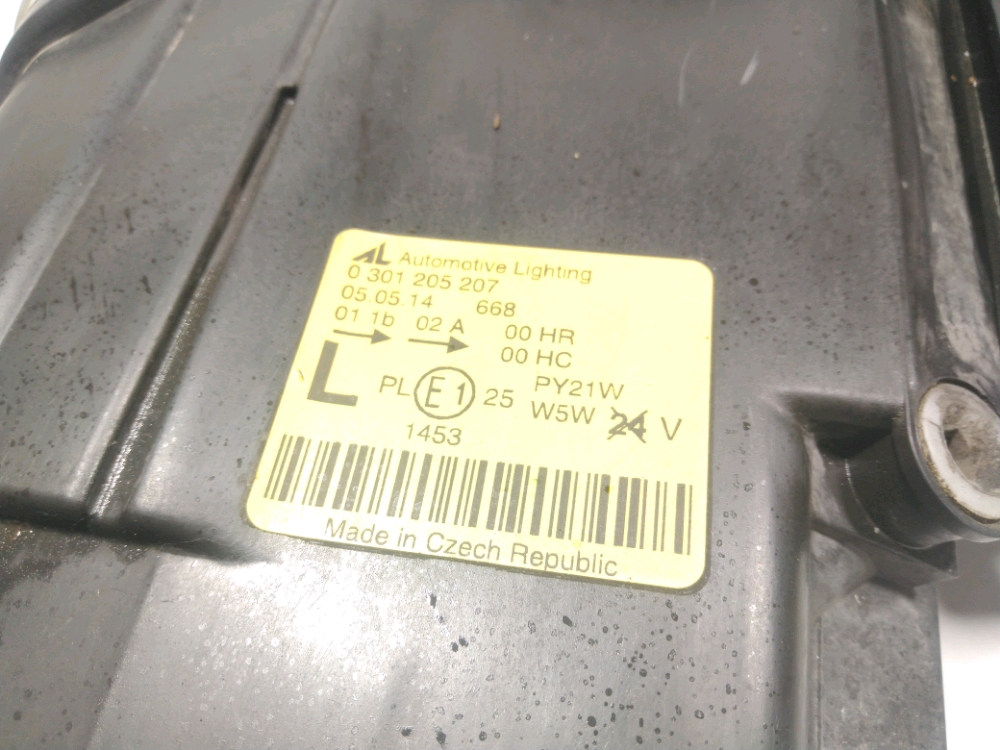 AL Automotive Lighting
0 301 205 207
05.05.14 668
01 1b 02 A 00 HR
00 HC
L PL E1 25 PY21W
W5W 24 V
1453
Made in Czech Republic